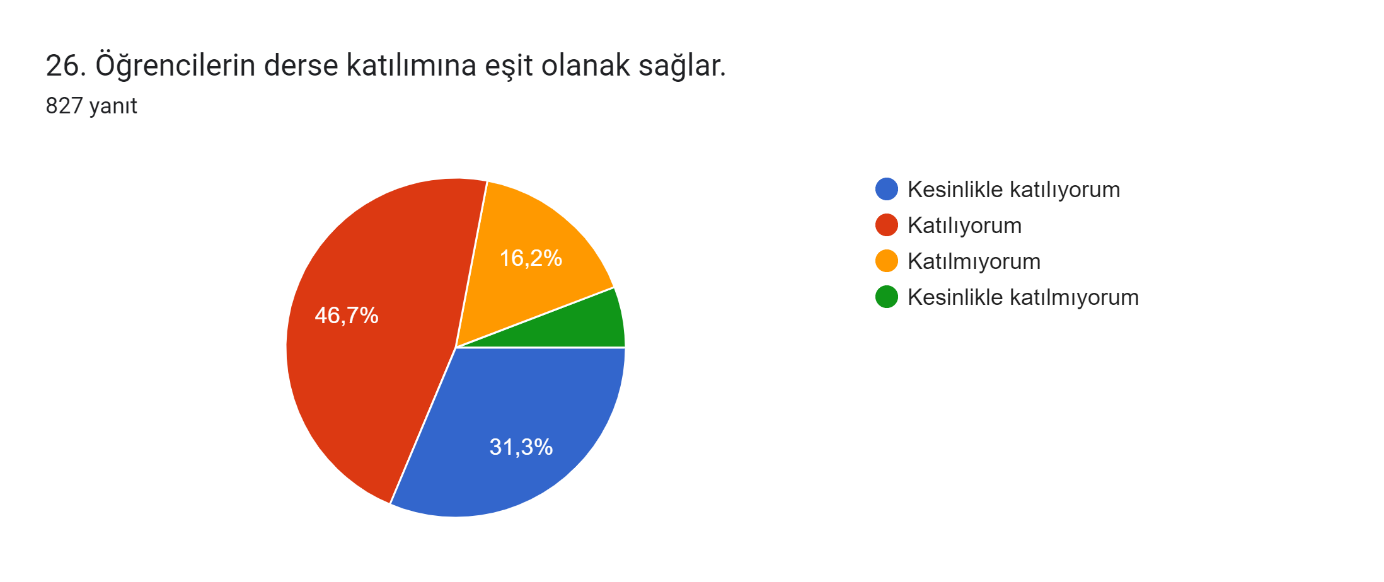 26. Öğrencilerin derse katılımına eşit olanak sağlar.
827 yanıt
Kesinlikle katılıyorum
Katılıyorum
Katılmıyorum
Kesinlikle katılmıyorum
16,2%
46,7%
31,3%